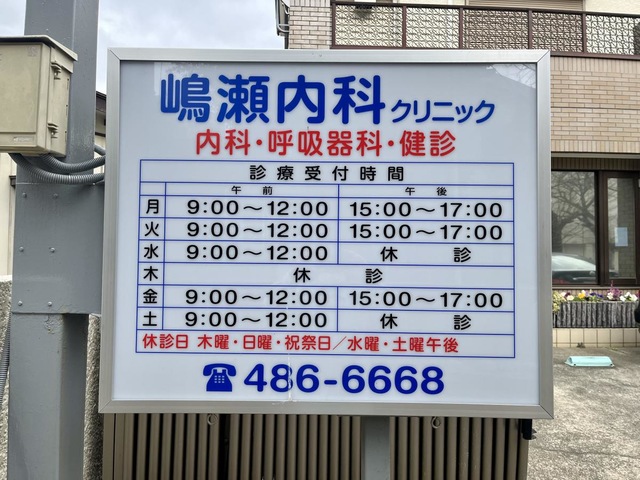 嶋瀬内科クリニック
内科・呼吸器科・健診
診療受付時間
午前 午後
月 9:00〜12:00 15:00〜17:00
火 9:00〜12:00 15:00〜17:00
水 9:00〜12:00 休診
木 休診
金 9:00〜12:00 15:00〜17:00
土 9:00〜12:00 休診
休診日 木曜・日曜・祝祭日／水曜・土曜午後
☎486-6668